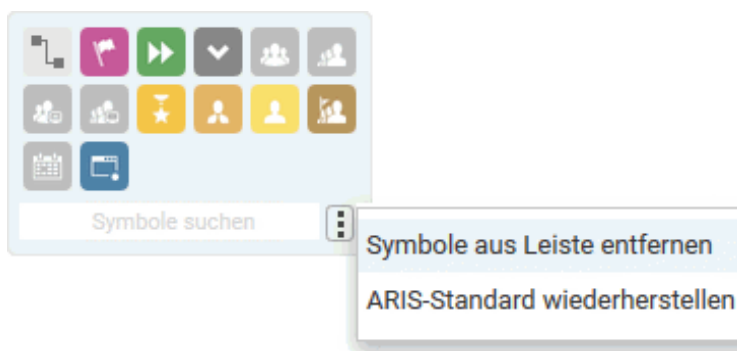 Symbole suchen
Symbole aus Leiste entfernen
ARIS-Standard wiederherstellen